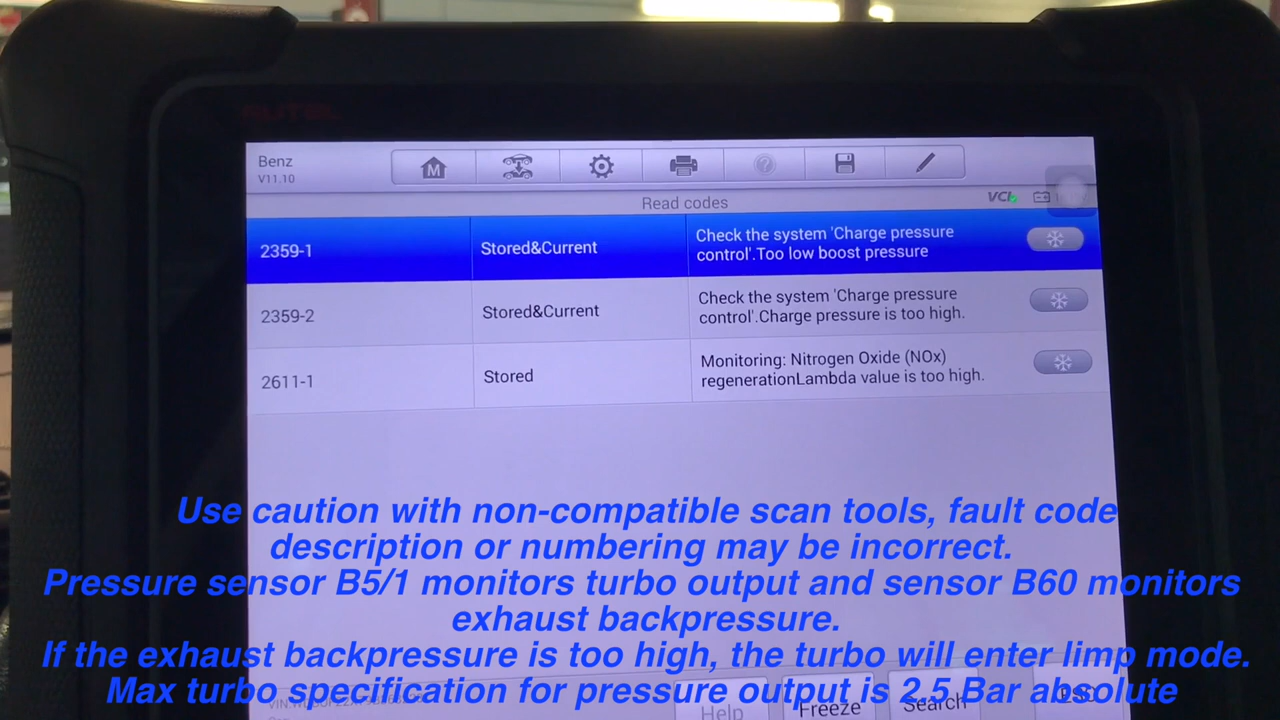 AUTEL
Benz
V11.10
M
Read codes
VCI
2359-1
Stored&Current
Check the system 'Charge pressure
control'.Too low boost pressure
2359-2
Stored&Current
Check the system 'Charge pressure
control'.Charge pressure is too high.
2611-1
Stored
Monitoring: Nitrogen Oxide (NOx)
regenerationLambda value is too high.
Use caution with non-compatible scan tools, fault code
description or numbering may be incorrect.
Pressure sensor B5/1 monitors turbo output and sensor B60 monitors
exhaust backpressure.
If the exhaust backpressure is too high, the turbo will enter limp mode.
Max turbo specification for pressure output is 2.5 Bar absolute
Help
Freeze
Search
ESC